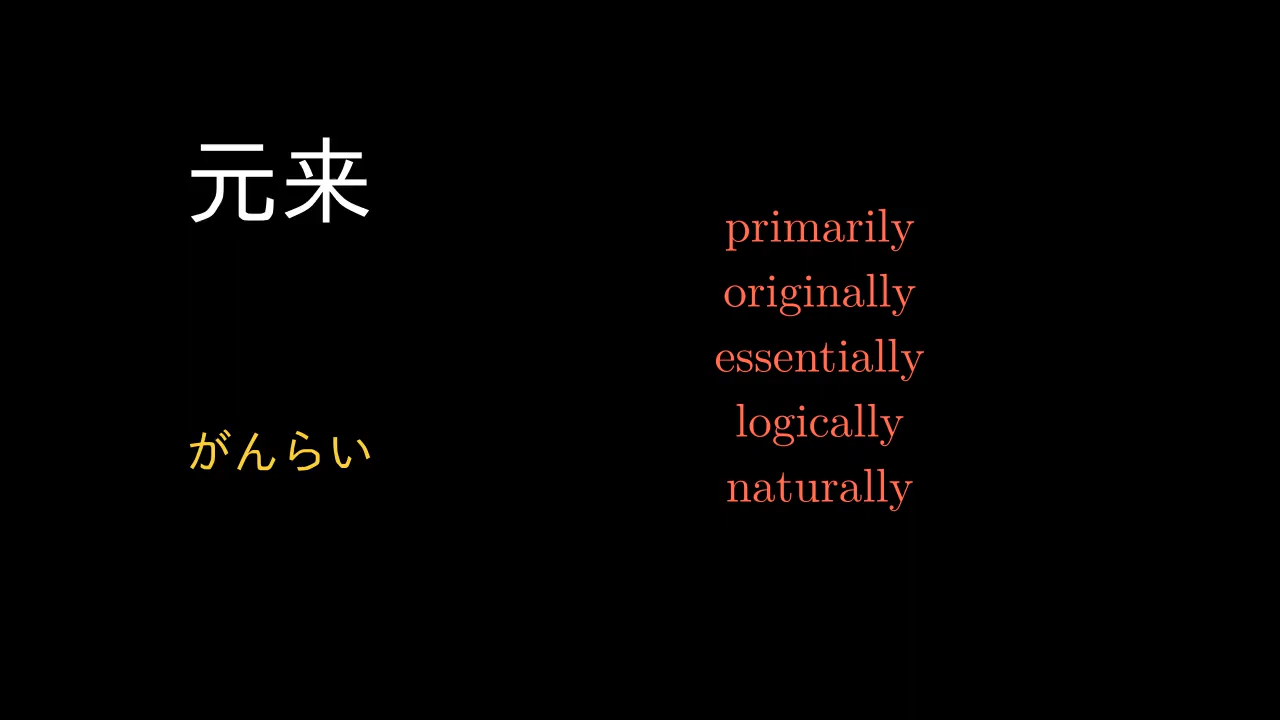 元来
がんらい
primarily
originally
essentially
logically
naturally